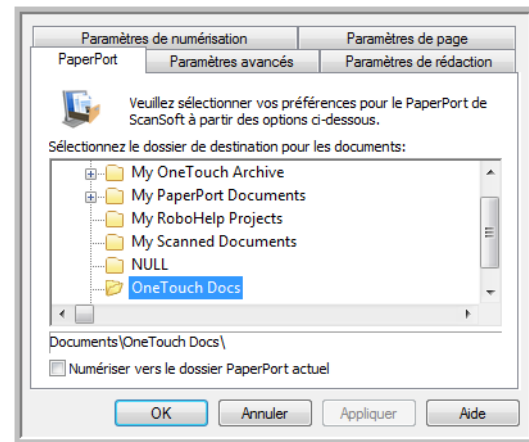 Paramètres de numérisation
Paramètres de page
PaperPort
Paramètres avancés
Paramètres de rédaction
Veuillez sélectionner vos préférences pour le PaperPort de
ScanSoft à partir des options ci-dessous.
Sélectionnez le dossier de destination pour les documents:
My OneTouch Archive
My PaperPort Documents
My RoboHelp Projects
My Scanned Documents
NULL
OneTouch Docs
Documents\OneTouch Docs\
Numériser vers le dossier PaperPort actuel
OK
Annuler
Appliquer
Aide